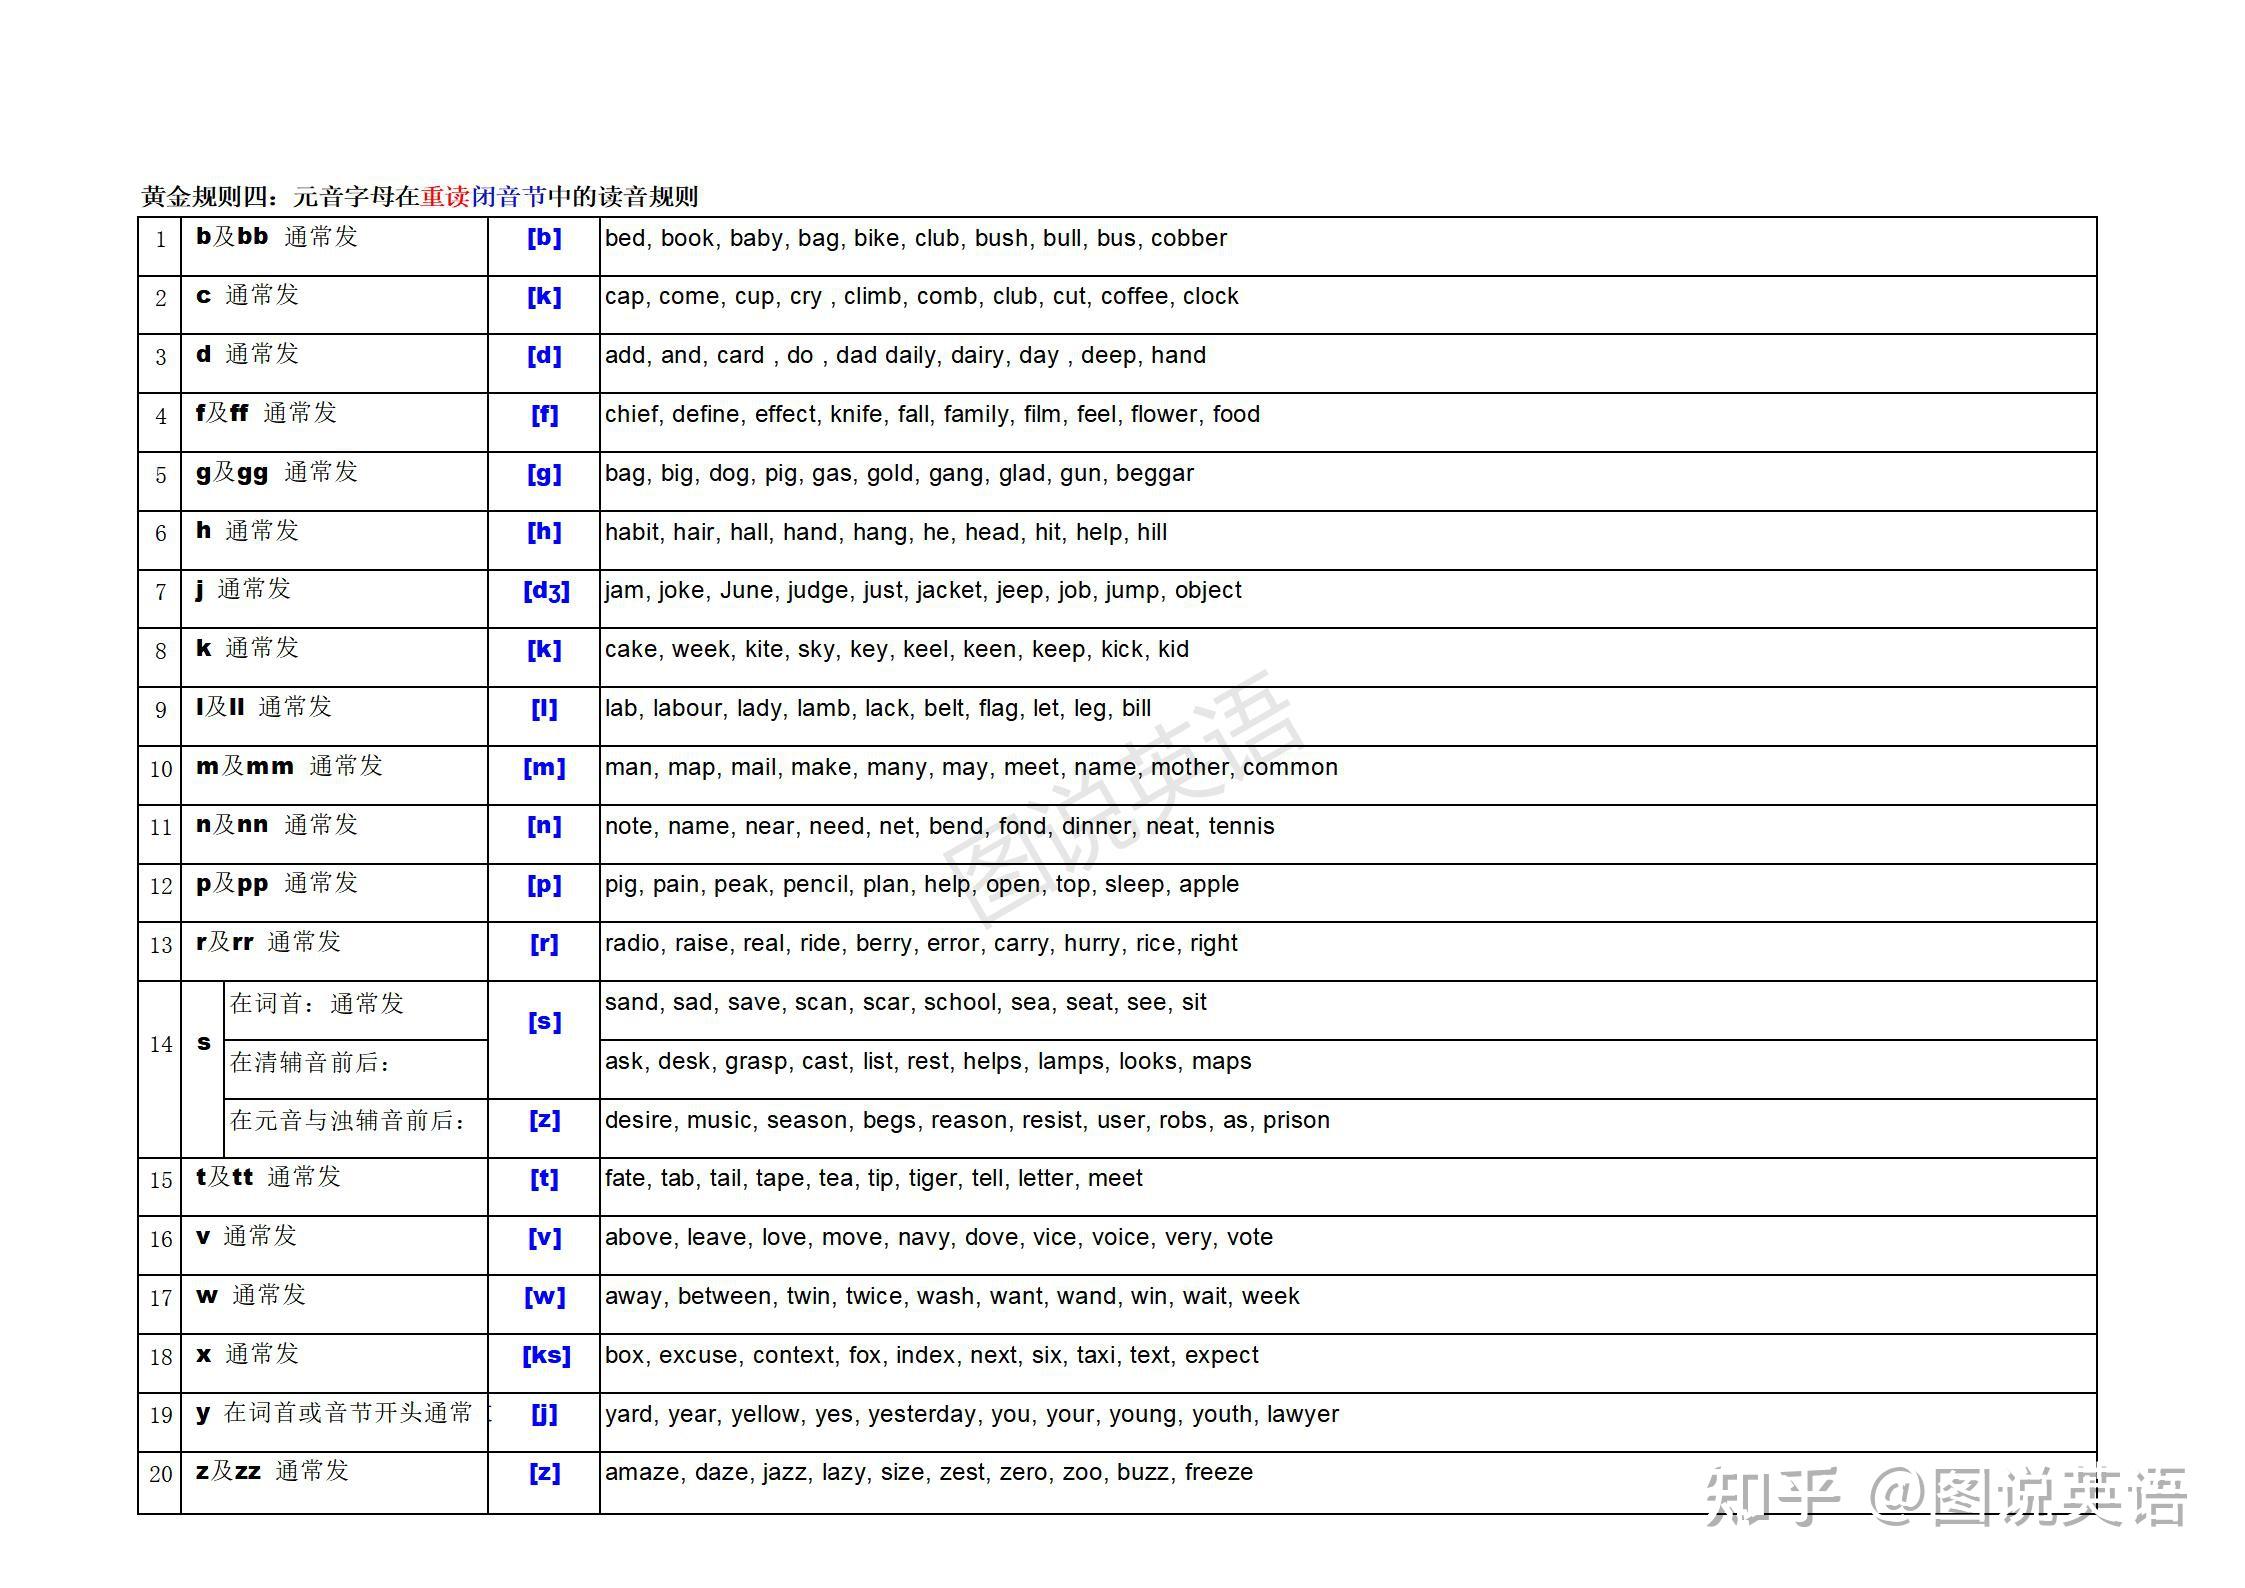 黄金规则四：元音字母在重读闭音节中的读音规则
1 b及bb 通常发 [b] bed, book, baby, bag, bike, club, bush, bull, bus, cobber
2 c 通常发 [k] cap, come, cup, cry , climb, comb, club, cut, coffee, clock
3 d 通常发 [d] add, and, card , do , dad daily, dairy, day , deep, hand
4 f及ff 通常发 [f] chief, define, effect, knife, fall, family, film, feel, flower, food
5 g及gg 通常发 [g] bag, big, dog, pig, gas, gold, gang, glad, gun, beggar
6 h 通常发 [h] habit, hair, hall, hand, hang, he, head, hit, help, hill
7 j 通常发 [dʒ] jam, joke, June, judge, just, jacket, jeep, job, jump, object
8 k 通常发 [k] cake, week, kite, sky, key, keel, keen, keep, kick, kid
9 l及ll 通常发 [l] lab, labour, lady, lamb, lack, belt, flag, let, leg, bill
10 m及mm 通常发 [m] man, map, mail, make, many, may, meet, name, mother, common
11 n及nn 通常发 [n] note, name, near, need, net, bend, fond, dinner, neat, tennis
12 p及pp 通常发 [p] pig, pain, peak, pencil, plan, help, open, top, sleep, apple
13 r及rr 通常发 [r] radio, raise, real, ride, berry, error, carry, hurry, rice, right
14 s 在词首：通常发 [s] sand, sad, save, scan, scar, school, sea, seat, see, sit
在清辅音前后： ask, desk, grasp, cast, list, rest, helps, lamps, looks, maps
在元音与浊辅音前后： [z] desire, music, season, begs, reason, resist, user, robs, as, prison
15 t及tt 通常发 [t] fate, tab, tail, tape, tea, tip, tiger, tell, letter, meet
16 v 通常发 [v] above, leave, love, move, navy, dove, vice, voice, very, vote
17 w 通常发 [w] away, between, twin, twice, wash, want, wand, win, wait, week
18 x 通常发 [ks] box, excuse, context, fox, index, next, six, taxi, text, expect
19 y 在词首或音节开头通常 [j] yard, year, yellow, yes, yesterday, you, your, young, youth, lawyer
20 z及zz 通常发 [z] amaze, daze, jazz, lazy, size, zest, zero, zoo, buzz, freeze
图说英语
知乎 @图说英语